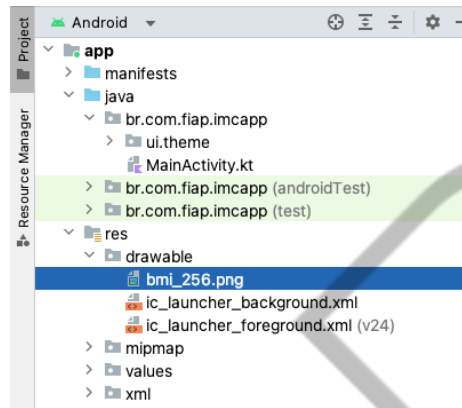 Project
Resource Manager
Android
app
manifests
java
br.com.fiap.imcapp
ui.theme
MainActivity.kt
br.com.fiap.imcapp (androidTest)
br.com.fiap.imcapp (test)
res
drawable
bmi_256.png
ic_launcher_background.xml
ic_launcher_foreground.xml (v24)
mipmap
values
xml